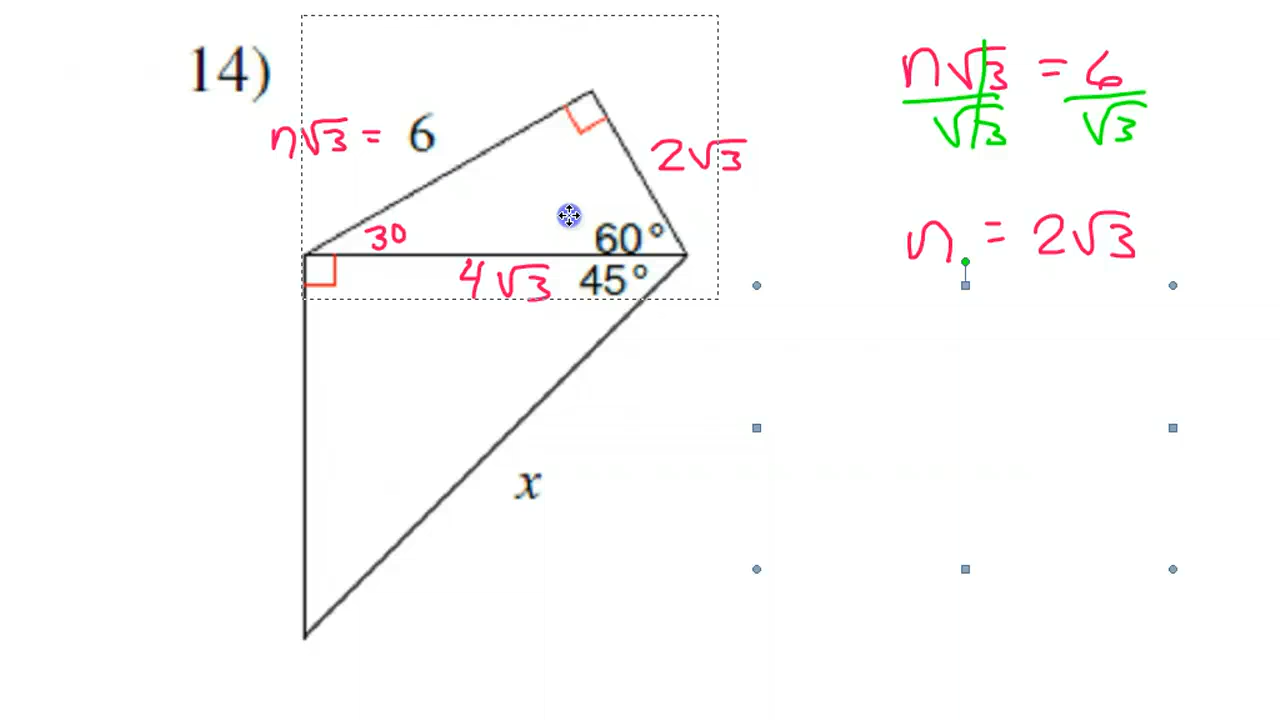 14)
n√3 = 6
2√3
30
60°
4√3
45°
x
n√3 = 6
√3 √3
n = 2√3